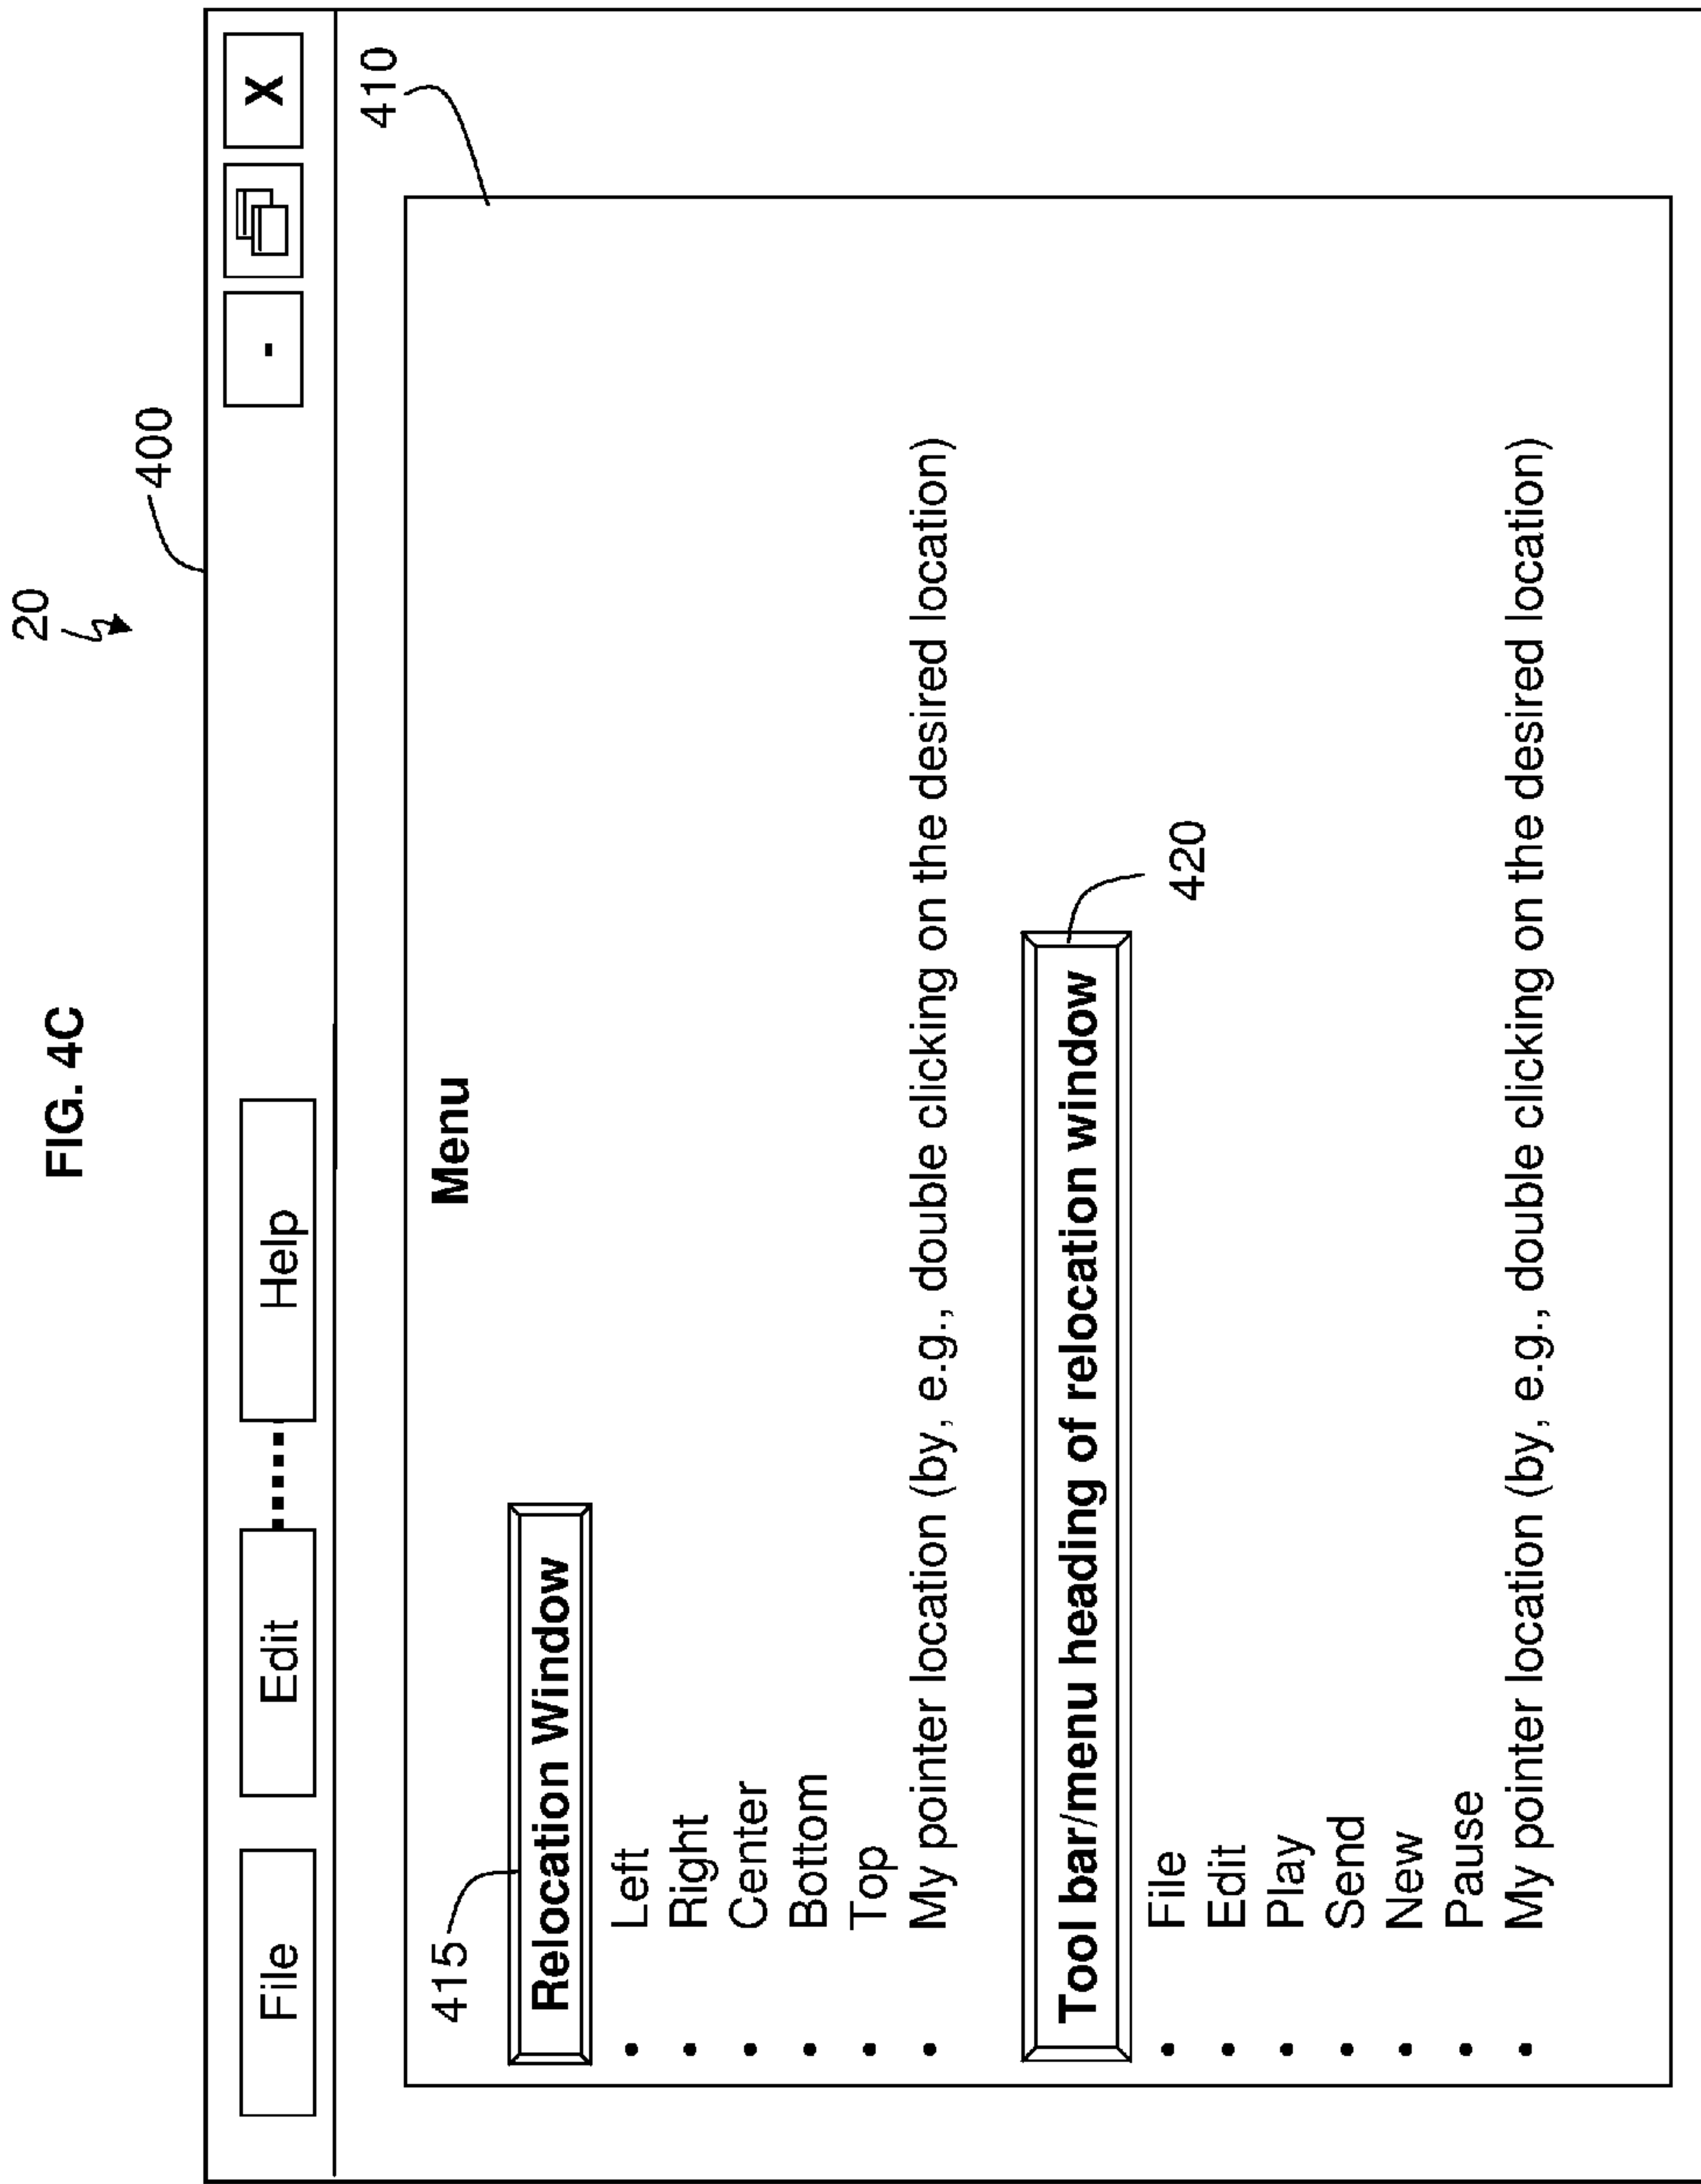 FIG. 4C
20
400
File Edit Help - X
410
Menu
415
Relocation Window
• Left
• Right
• Center
• Bottom
• Top
• My pointer location (by, e.g., double clicking on the desired location)
Tool bar/menu heading of relocation window
420
• File
• Edit
• Play
• Send
• New
• Pause
• My pointer location (by, e.g., double clicking on the desired location)